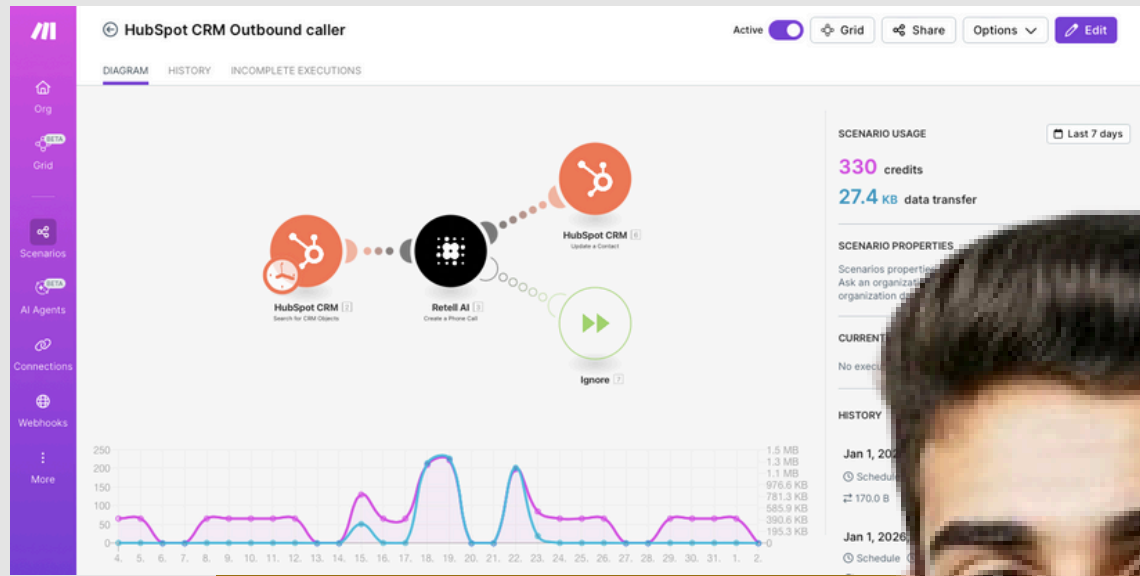 HubSpot CRM Outbound caller
Active
Grid
Share
Options
Edit
DIAGRAM
HISTORY
INCOMPLETE EXECUTIONS
Org
BETA
Grid
Scenarios
BETA
AI Agents
Connections
Webhooks
More
HubSpot CRM 2
Search for CRM Objects
Retell AI 3
Create a Phone Call
HubSpot CRM 6
Update a Contact
Ignore 7
SCENARIO USAGE
Last 7 days
330 credits
27.4 KB data transfer
SCENARIO PROPERTIES
Scenarios
Ask an
organization
CURRENT
No
HISTORY
Jan 1,
170.0 B
Jan 1, 2026
Schedule
250
200
150
100
50
0
1.5 MB
1.3 MB
1.1 MB
976.6 KB
781.3 KB
585.9 KB
390.6 KB
195.3 KB
0
4. 5. 6. 7. 8. 9. 10. 11. 12. 13. 14. 15. 16. 17. 18. 19. 20. 21. 22. 23. 24. 25. 26. 27. 28. 29. 30. 31. 1. 2.